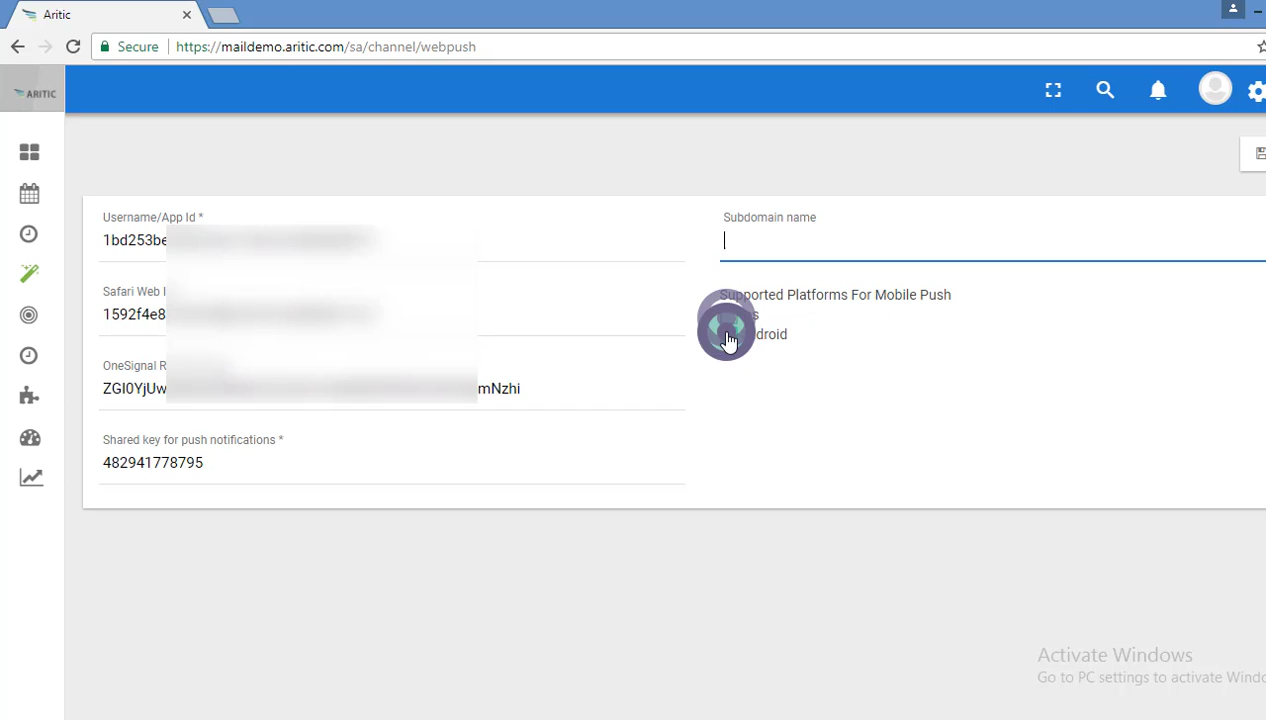 Aritic
Secure
https://maildemo.aritic.com/sa/channel/webpush
ARITIC
Username/App Id *
1bd253be
Subdomain name
Safari Web
1592f4e8
Supported Platforms For Mobile Push
OneSignal
ZGI0YjUw mNzhi
Shared key for push notifications *
482941778795
Activate Windows
Go to PC settings to activate